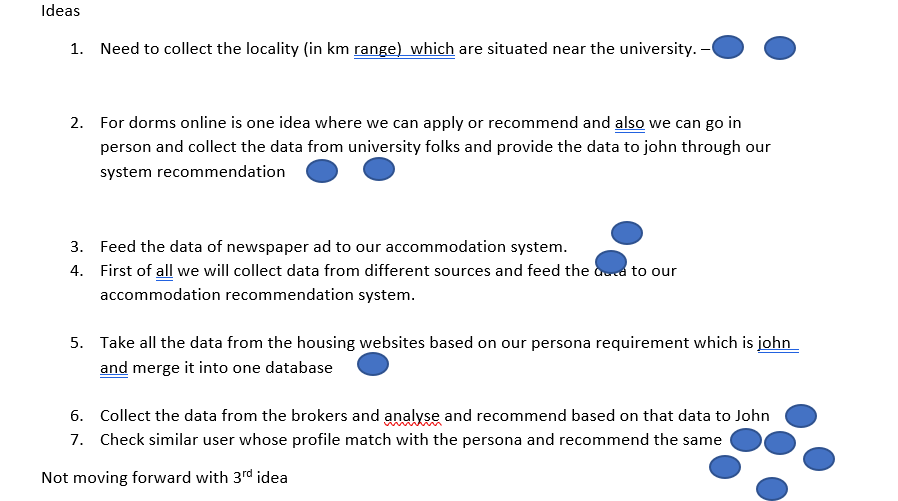 Ideas
1. Need to collect the locality (in km range)  which are situated near the university. –
2. For dorms online is one idea where we can apply or recommend and also we can go in
person and collect the data from university folks and provide the data to john through our
system recommendation
3. Feed the data of newspaper ad to our accommodation system.
4. First of all we will collect data from different sources and feed the data to our
accommodation recommendation system.
5. Take all the data from the housing websites based on our persona requirement which is john
and merge it into one database
6. Collect the data from the brokers and analyse and recommend based on that data to John
7. Check similar user whose profile match with the persona and recommend the same
Not moving forward with 3rd idea